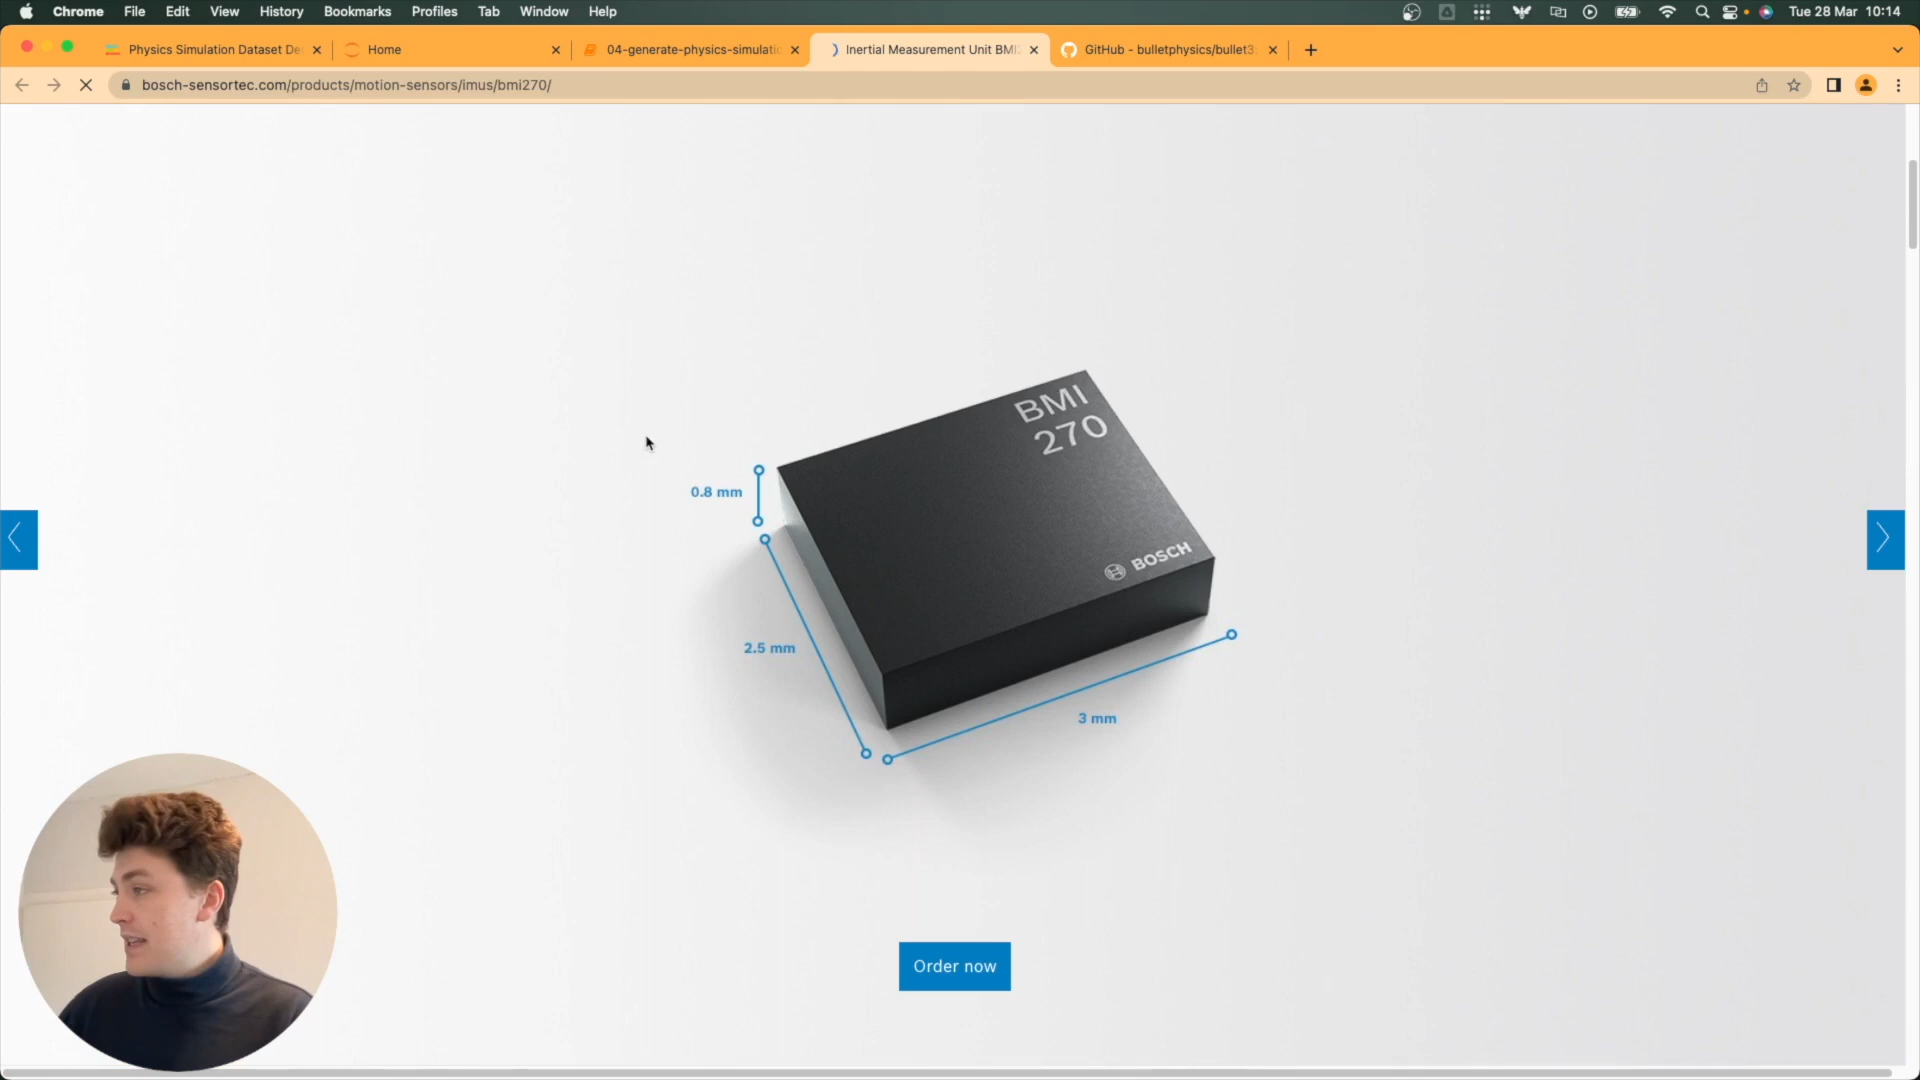 Chrome File Edit View History Bookmarks Profiles Tab Window Help Tue 28 Mar 10:14
Physics Simulation Dataset De Home 04-generate-physics-simulatio Inertial Measurement Unit BMI2 GitHub - bulletphysics/bullet3:
bosch-sensortec.com/products/motion-sensors/imus/bmi270/
BMI
270
0.8 mm
BOSCH
2.5 mm
3 mm
Order now